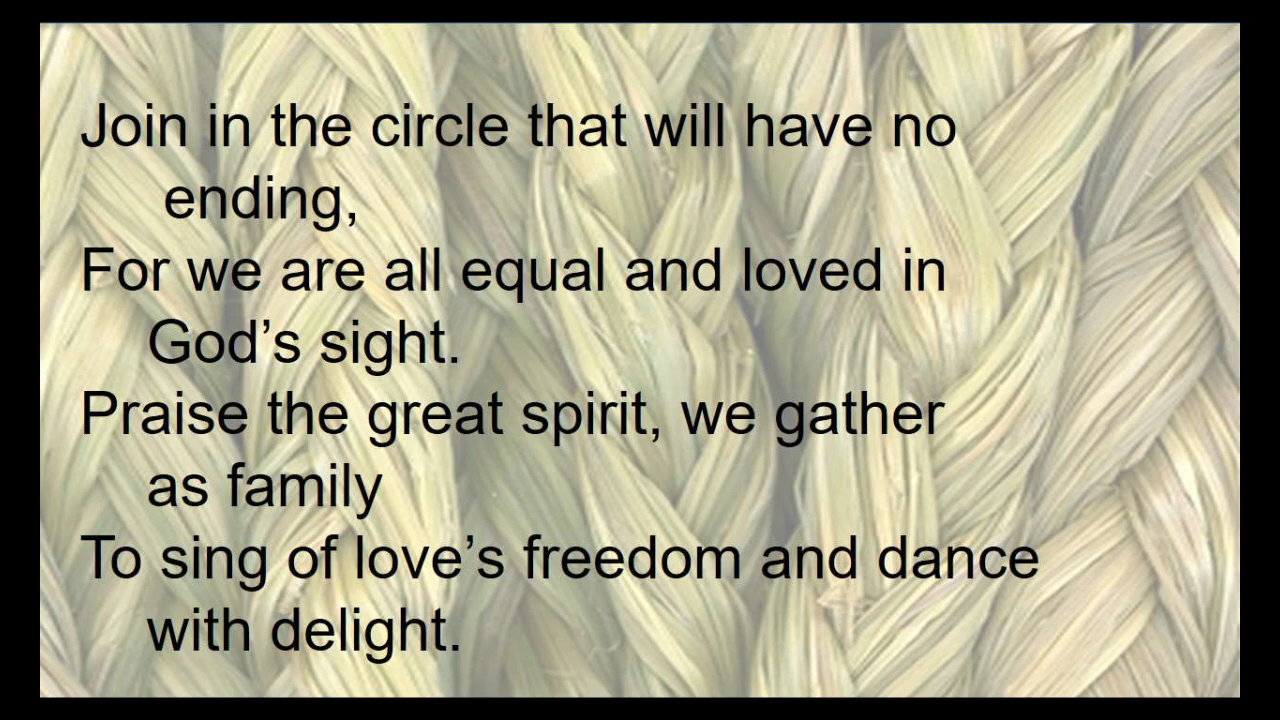 Join in the circle that will have no
ending,
For we are all equal and loved in
God’s sight.
Praise the great spirit, we gather
as family
To sing of love’s freedom and dance
with delight.